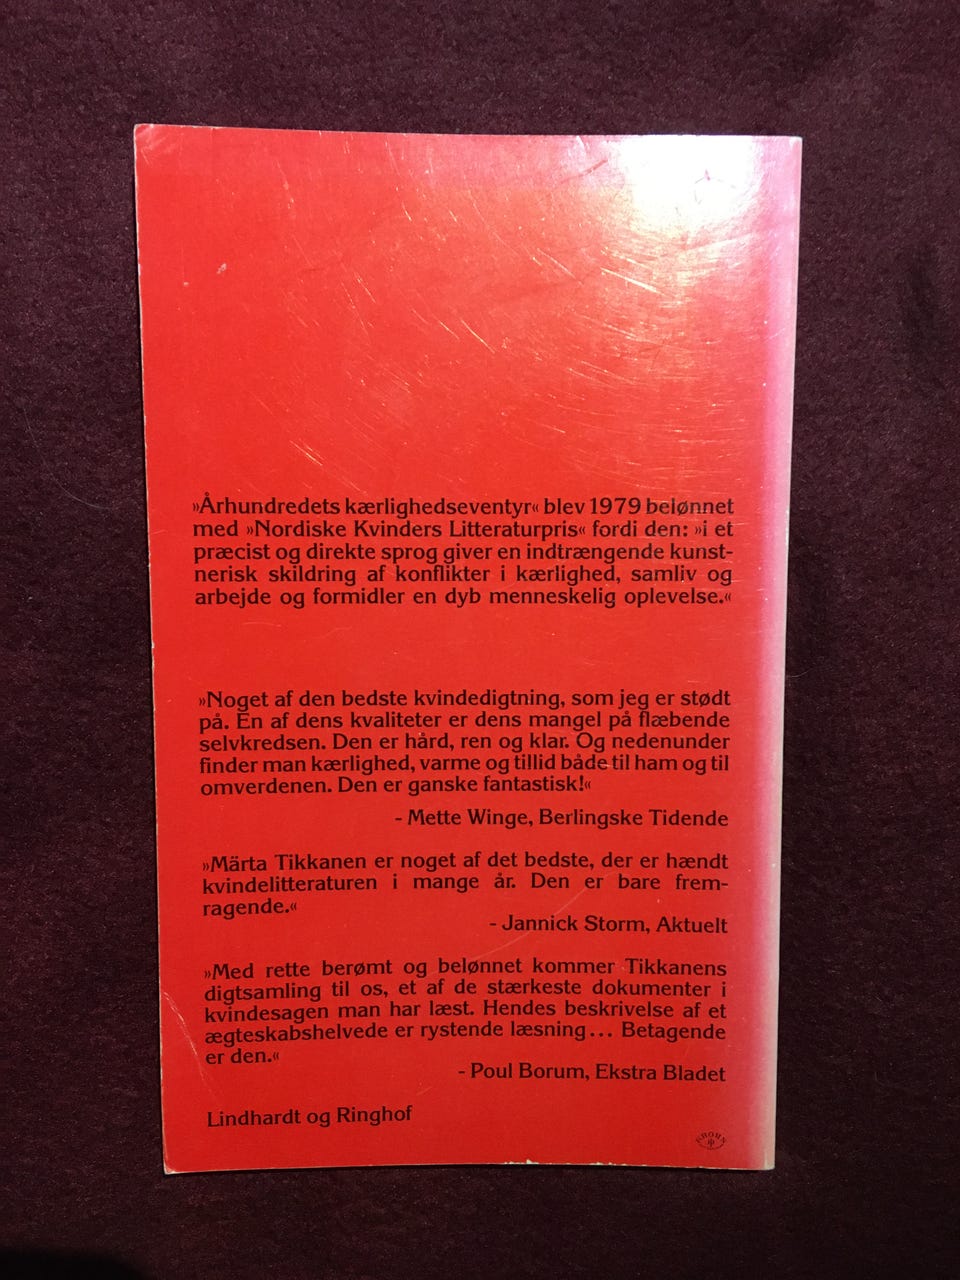 »Århundredets kærlighedseventyr« blev 1979 belønnet
med »Nordiske Kvinders Litteraturpris« fordi den: »i et
præcist og direkte sprog giver en indtrængende kunst-
nerisk skildring af konflikter i kærlighed, samliv og
arbejde og formidler en dyb menneskelig oplevelse.«
»Noget af den bedste kvindedigtning, som jeg er stødt
på. En af dens kvaliteter er dens mangel på flæbende
selvkredsen. Den er hård, ren og klar. Og nedenunder
finder man kærlighed, varme og tillid både til ham og til
omverdenen. Den er ganske fantastisk!«
- Mette Winge, Berlingske Tidende
»Märta Tikkanen er noget af det bedste, der er hændt
kvindelitteraturen i mange år. Den er bare frem-
ragende.«
- Jannick Storm, Aktuelt
»Med rette berømt og belønnet kommer Tikkanens
digtsamling til os, et af de stærkeste dokumenter i
kvindesagen man har læst. Hendes beskrivelse af et
ægteskabshelvede er rystende læsning... Betagende
er den.«
- Poul Borum, Ekstra Bladet
Lindhardt og Ringhof
KROHN